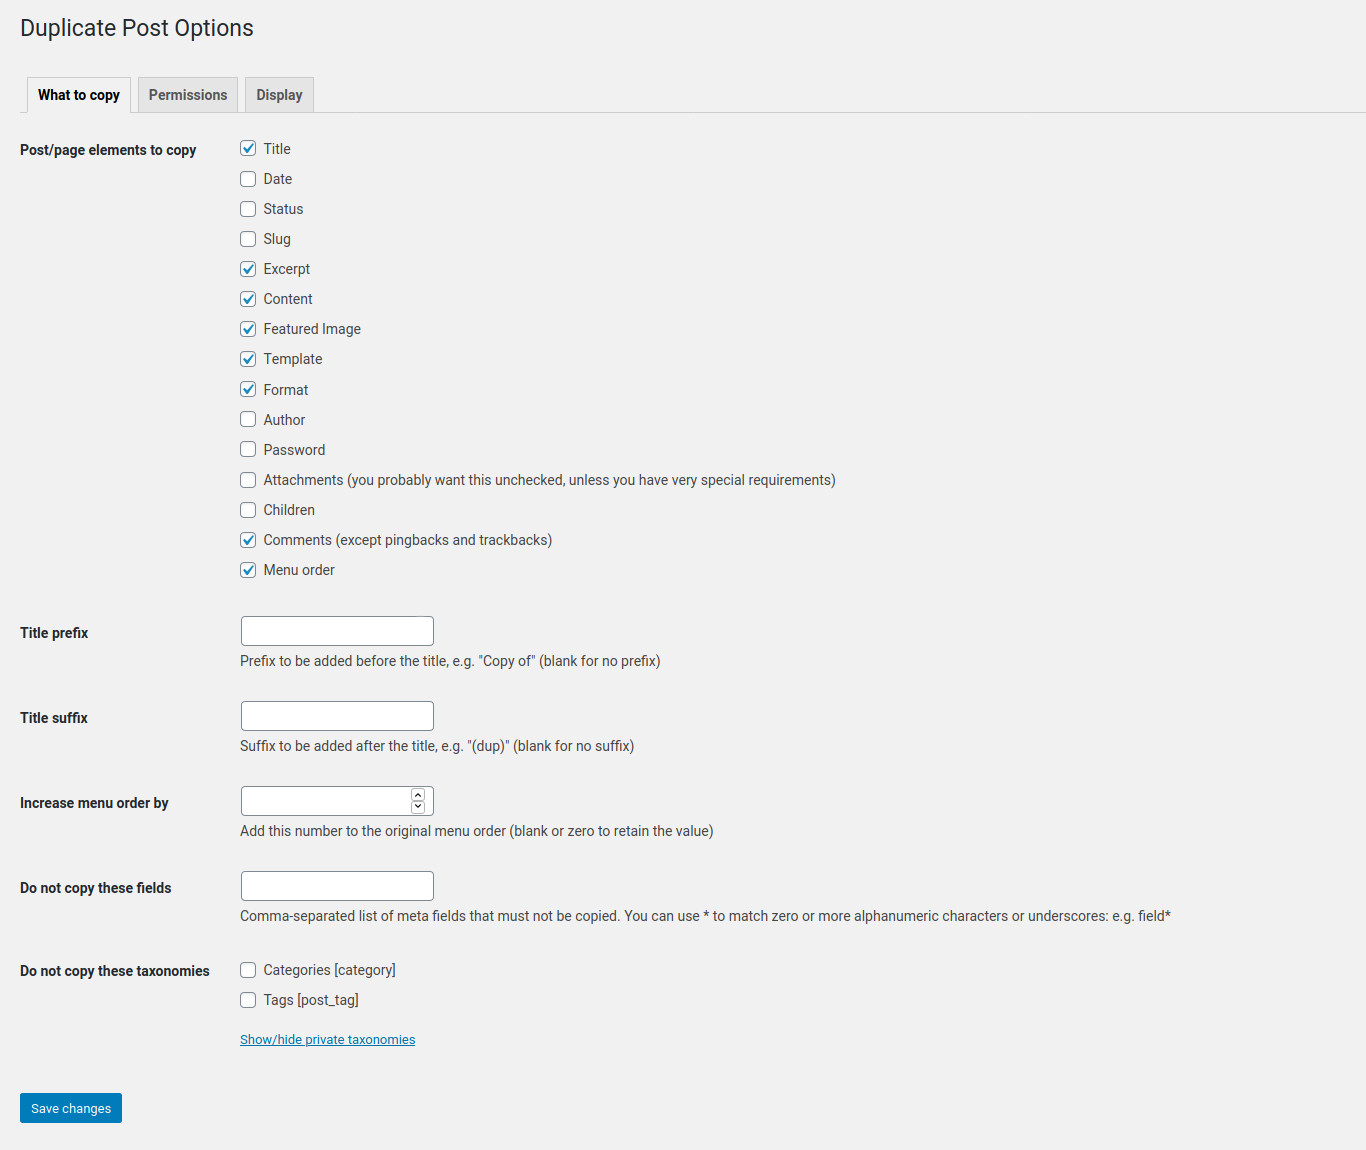 Duplicate Post Options
What to copy
Permissions
Display
Post/page elements to copy
Title
Date
Status
Slug
Excerpt
Content
Featured Image
Template
Format
Author
Password
Attachments (you probably want this unchecked, unless you have very special requirements)
Children
Comments (except pingbacks and trackbacks)
Menu order
Title prefix
Prefix to be added before the title, e.g. "Copy of" (blank for no prefix)
Title suffix
Suffix to be added after the title, e.g. "(dup)" (blank for no suffix)
Increase menu order by
Add this number to the original menu order (blank or zero to retain the value)
Do not copy these fields
Comma-separated list of meta fields that must not be copied. You can use * to match zero or more alphanumeric characters or underscores: e.g. field*
Do not copy these taxonomies
Categories [category]
Tags [post_tag]
Show/hide private taxonomies
Save changes